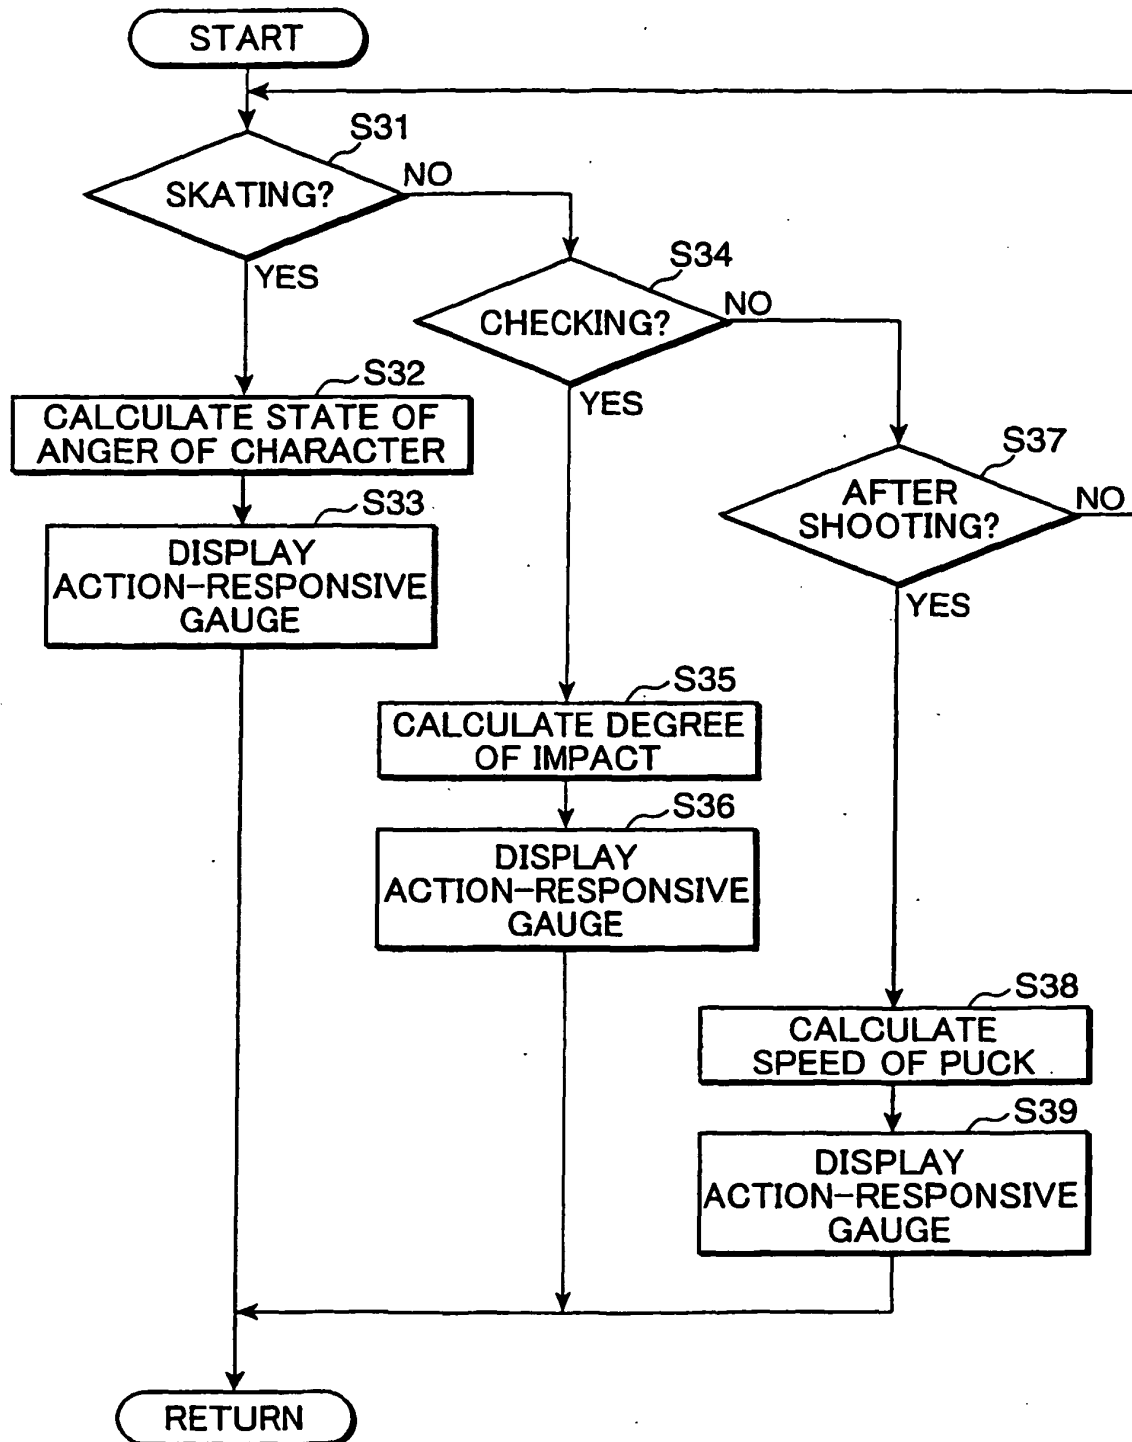 START
S31
SKATING?
NO
YES
S34
CHECKING?
NO
YES
S32
CALCULATE STATE OF
ANGER OF CHARACTER
S37
AFTER
SHOOTING?
NO
YES
S33
DISPLAY
ACTION-RESPONSIVE
GAUGE
S35
CALCULATE DEGREE
OF IMPACT
S36
DISPLAY
ACTION-RESPONSIVE
GAUGE
S38
CALCULATE
SPEED OF PUCK
S39
DISPLAY
ACTION-RESPONSIVE
GAUGE
RETURN